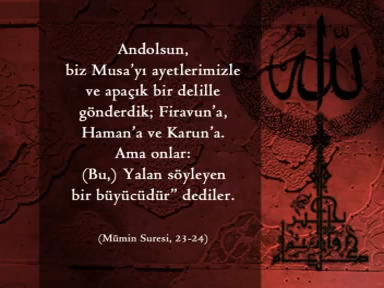 Andolsun,
biz Musa'yı ayetlerimizle
ve apaçık bir delille
gönderdik; Firavun'a,
Haman'a ve Karun'a.
Ama onlar:
(Bu,) Yalan söyleyen
bir büyücüdür” dediler.
(Mümin Suresi, 23-24)
الله